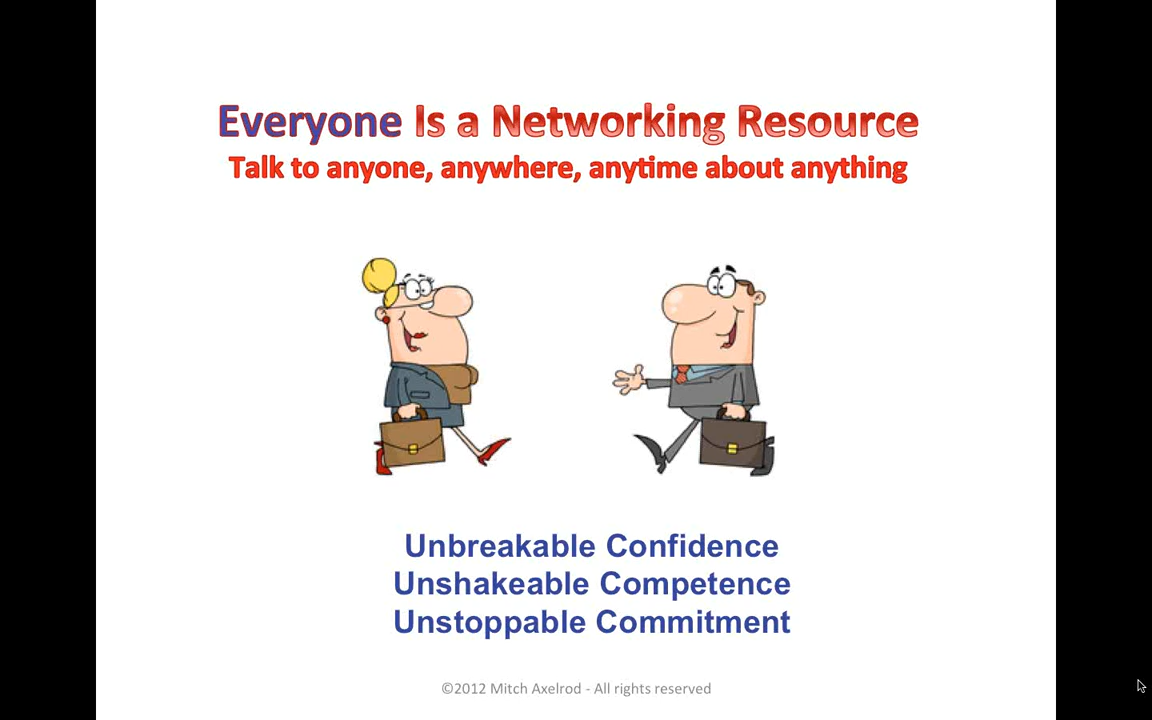 Everyone Is a Networking Resource
Talk to anyone, anywhere, anytime about anything
Unbreakable Confidence
Unshakeable Competence
Unstoppable Commitment
©2012 Mitch Axelrod - All rights reserved